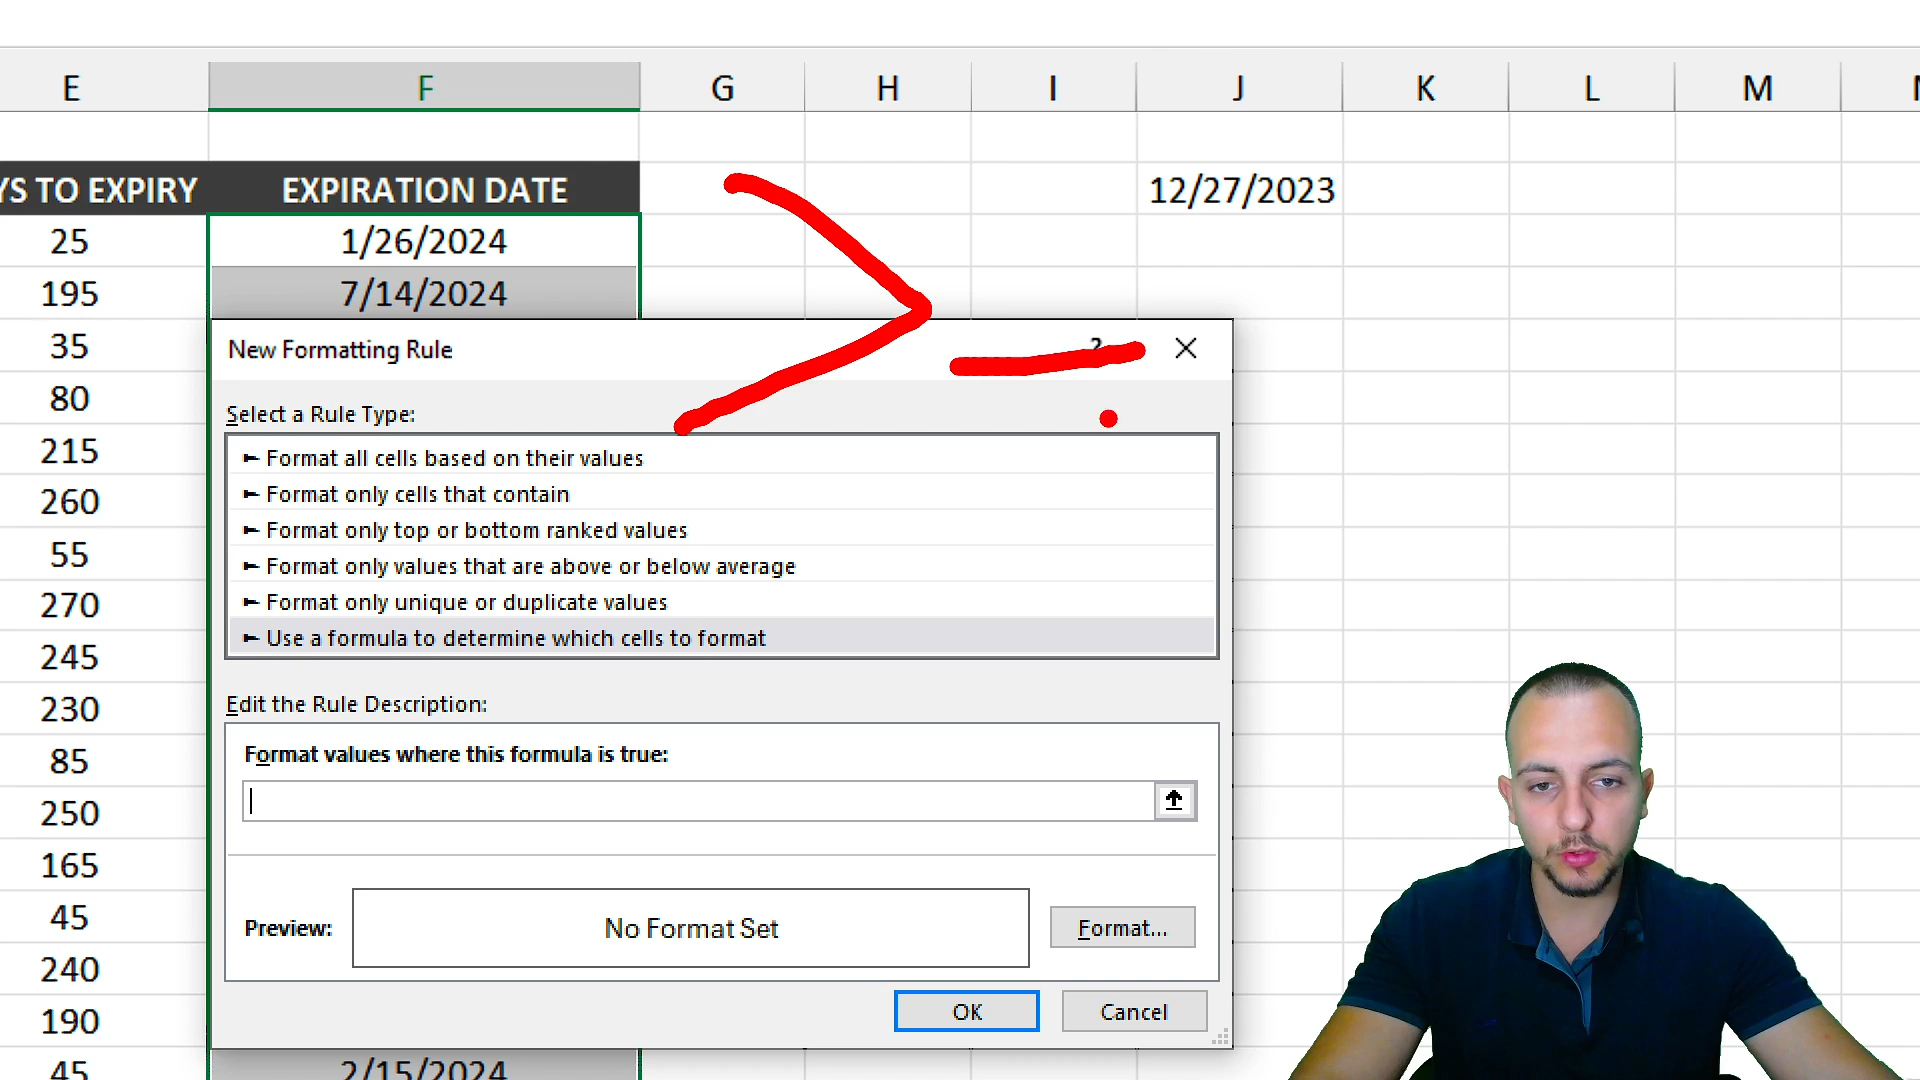 E F G H I J K L M
YS TO EXPIRY EXPIRATION DATE 12/27/2023
25 1/26/2024
195 7/14/2024
35
80
215
260
55
270
245
230
85
250
165
45
240
190
45 2/15/2024
New Formatting Rule ?
Select a Rule Type:
► Format all cells based on their values
► Format only cells that contain
► Format only top or bottom ranked values
► Format only values that are above or below average
► Format only unique or duplicate values
► Use a formula to determine which cells to format
Edit the Rule Description:
Format values where this formula is true:
Preview: No Format Set Format...
OK Cancel